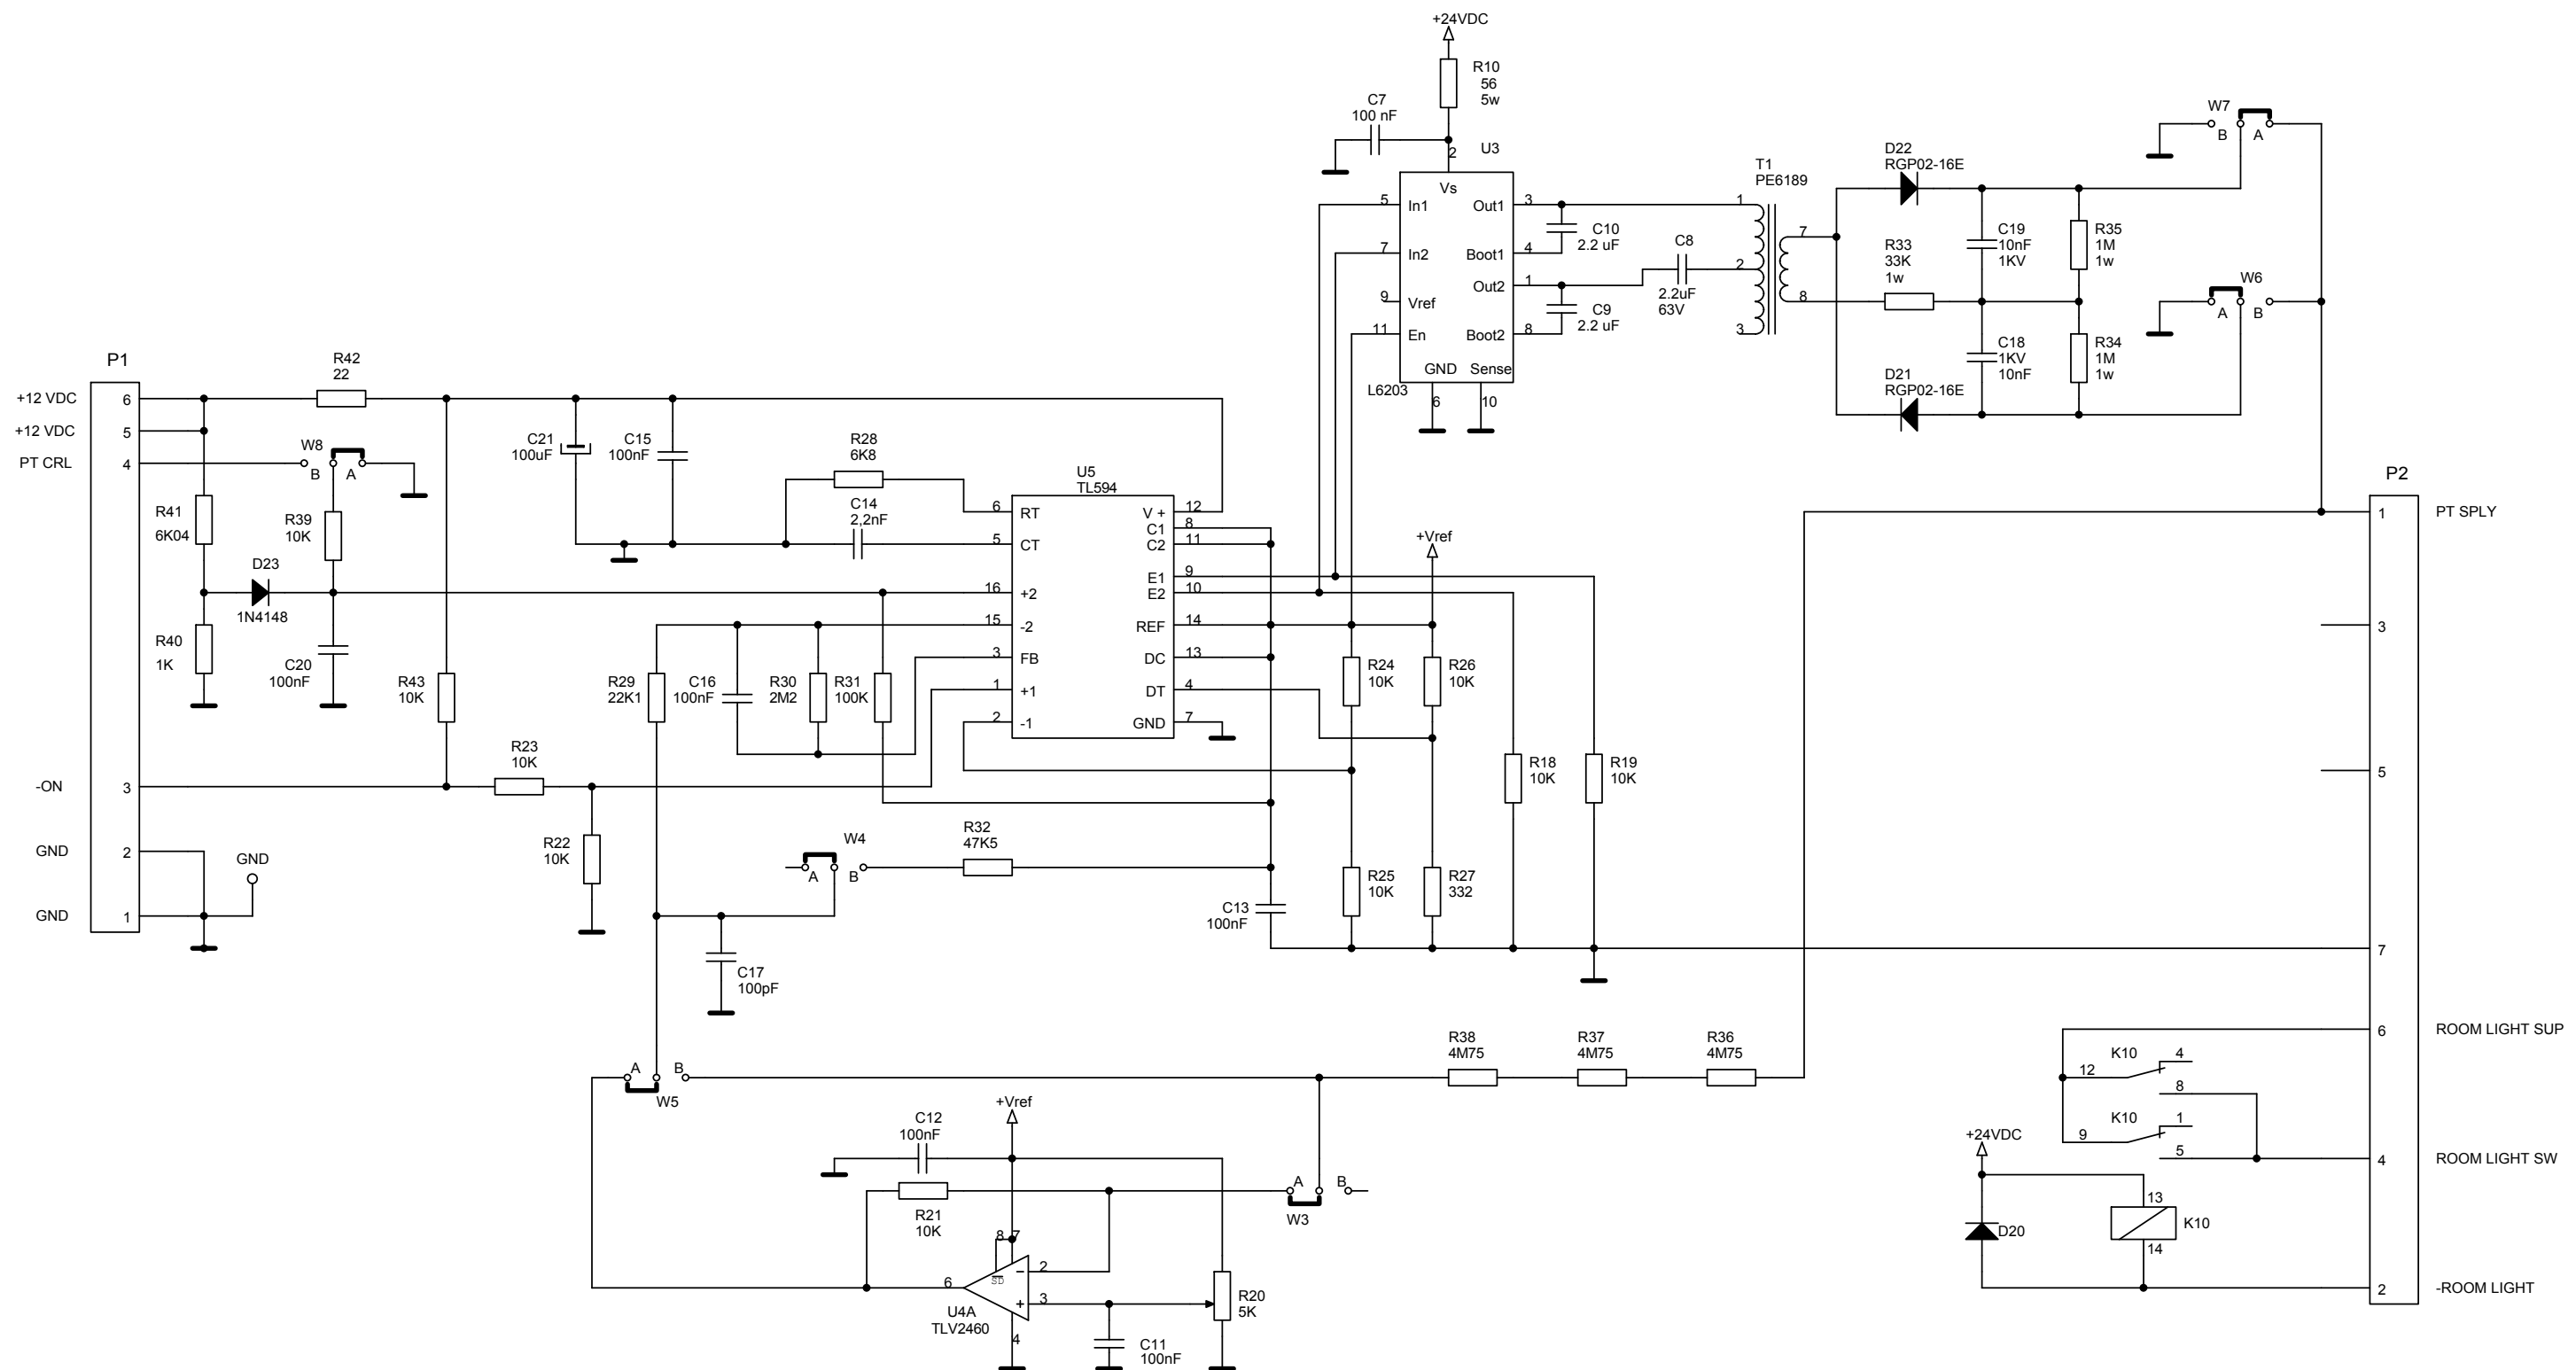 +24VDC
R10
56
5w
C7
100 nF
2
U3
Vs
5
In1
Out1
3
7
In2
Boot1
4
Out2
1
9
Vref
11
En
Boot2
8
GND
Sense
L6203
6
10
C10
2.2 uF
C9
2.2 uF
C8
2.2uF
63V
T1
PE6189
1
2
3
7
8
D22
RGP02-16E
R33
33K
1w
D21
RGP02-16E
C19
10nF
1KV
C18
1KV
10nF
R35
1M
1w
R34
1M
1w
W7
B
A
W6
A
B
P1
+12 VDC
6
+12 VDC
5
PT CRL
4
-ON
3
GND
2
GND
1
GND
R42
22
W8
B
A
R41
6K04
R39
10K
D23
1N4148
R40
1K
C20
100nF
R43
10K
R23
10K
R22
10K
C21
100uF
C15
100nF
R28
6K8
C14
2,2nF
R29
22K1
C16
100nF
R30
2M2
R31
100K
U5
TL594
6
RT
5
CT
16
+2
15
-2
3
FB
1
+1
2
-1
V +
12
C1
8
C2
11
E1
9
E2
10
REF
14
DC
13
DT
4
GND
7
+Vref
R24
10K
R26
10K
R18
10K
R19
10K
R25
10K
R27
332
C13
100nF
W4
A
B
R32
47K5
C17
100pF
A
B
W5
R38
4M75
R37
4M75
R36
4M75
+Vref
C12
100nF
R21
10K
A
B
W3
8
7
SD
2
3
6
4
-
+
U4A
TLV2460
R20
5K
C11
100nF
P2
1
PT SPLY
3
5
7
6
ROOM LIGHT SUP
4
ROOM LIGHT SW
2
-ROOM LIGHT
K10
4
12
8
K10
1
9
5
+24VDC
D20
13
K10
14